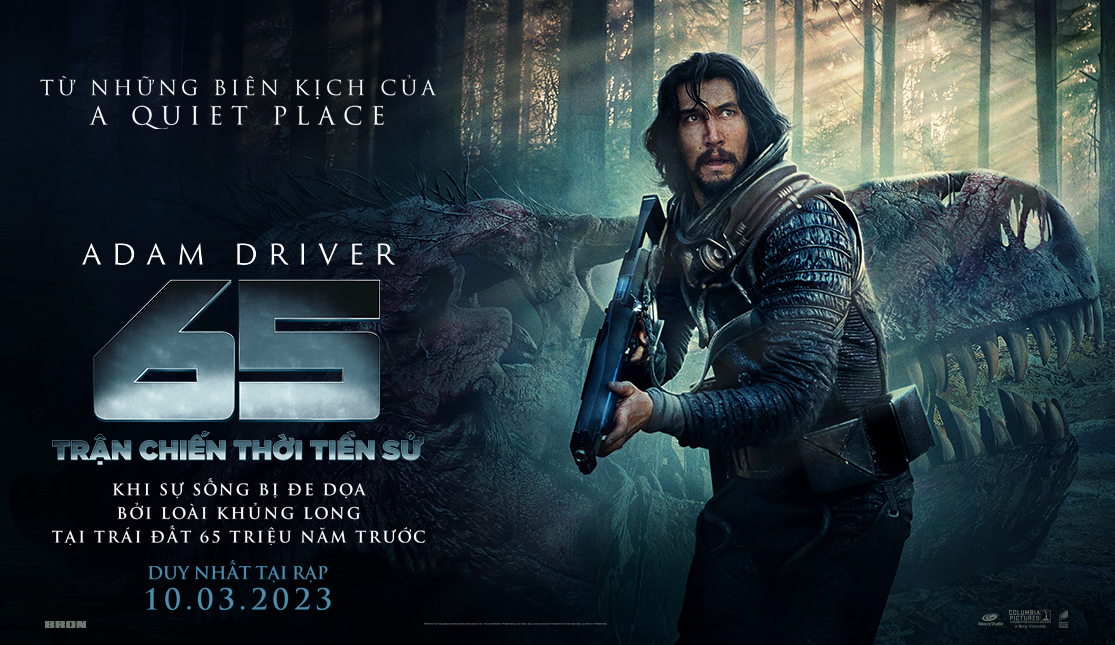 TỪ NHỮNG BIÊN KỊCH CỦA
A QUIET PLACE
ADAM DRIVER
65
TRẬN CHIẾN THỜI TIỀN SỬ
KHI SỰ SỐNG BỊ ĐE DỌA
BỞI LOÀI KHỦNG LONG
TẠI TRÁI ĐẤT 65 TRIỆU NĂM TRƯỚC
DUY NHẤT TẠI RẠP
10.03.2023
BRON
COLUMBIA
PICTURES